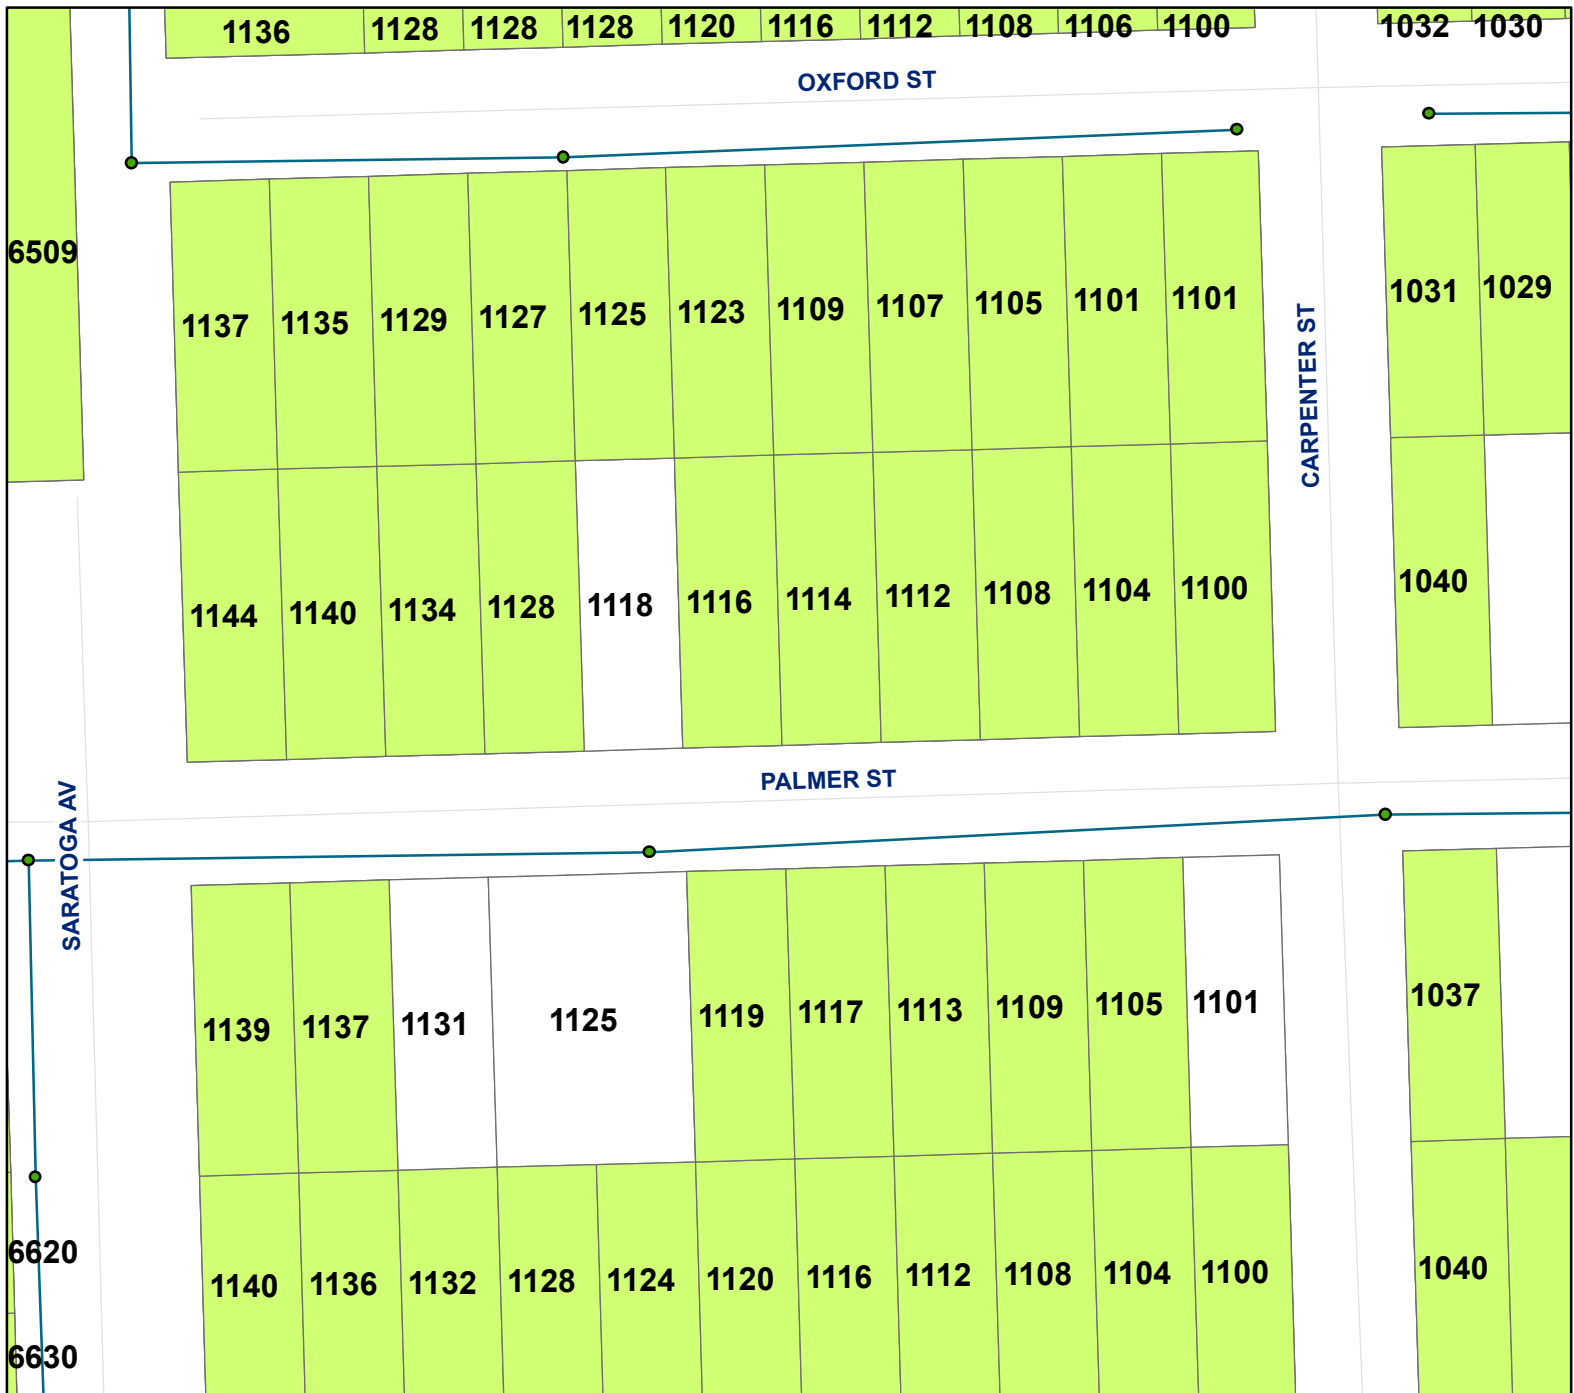 1136 1128 1128 1128 1120 1116 1112 1108 1106 1100 1032 1030
OXFORD ST
6509
1137 1135 1129 1127 1125 1123 1109 1107 1105 1101 1101 1031 1029
CARPENTER ST
1144 1140 1134 1128 1118 1116 1114 1112 1108 1104 1100 1040
PALMER ST
SARATOGA AV
1139 1137 1131 1125 1119 1117 1113 1109 1105 1101 1037
6620
1140 1136 1132 1128 1124 1120 1116 1112 1108 1104 1100 1040
6630